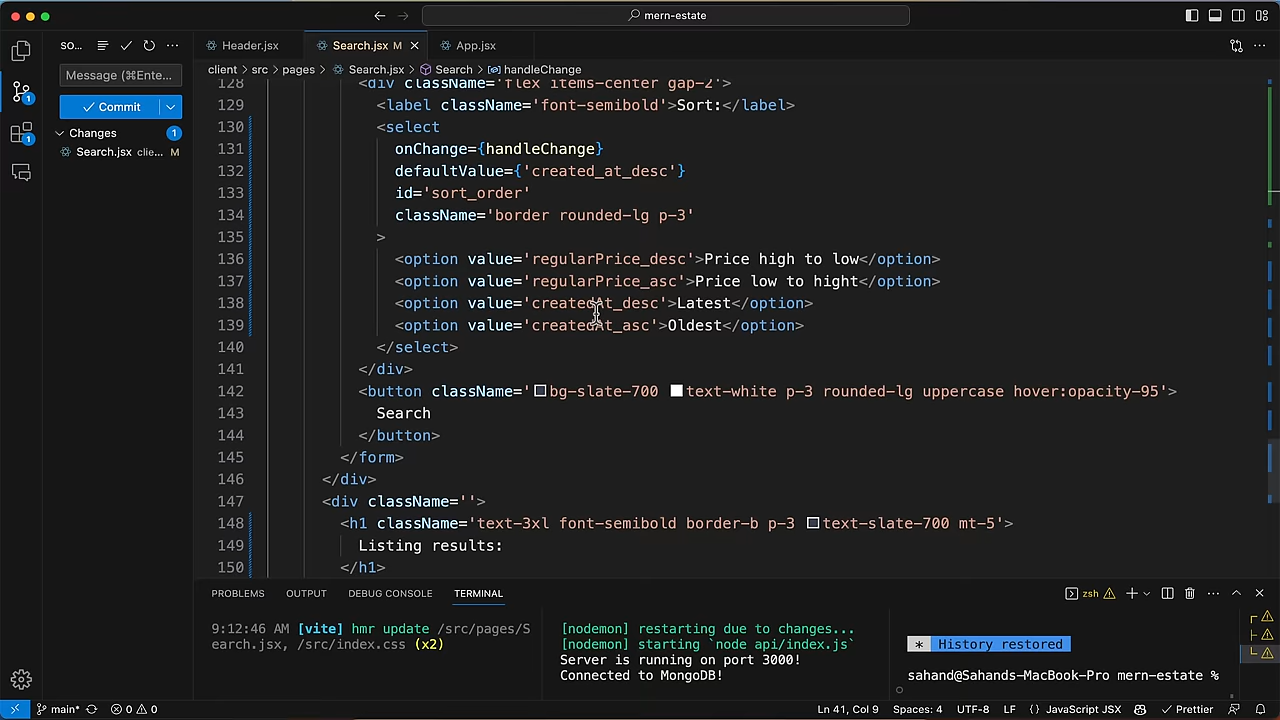 mern-estate
SO...
Message (⌘Ente...
Commit
Changes
1
Search.jsx clie... M
1
1
Header.jsx
Search.jsx M
App.jsx
client > src > pages > Search.jsx > Search > handleChange
128 <div className='flex items-center gap-2'>
129 <label className='font-semibold'>Sort:</label>
130 <select
131 onChange={handleChange}
132 defaultValue={'created_at_desc'}
133 id='sort_order'
134 className='border rounded-lg p-3'
135 >
136 <option value='regularPrice_desc'>Price high to low</option>
137 <option value='regularPrice_asc'>Price low to hight</option>
138 <option value='createdAt_desc'>Latest</option>
139 <option value='createdAt_asc'>Oldest</option>
140 </select>
141 </div>
142 <button className='bg-slate-700 text-white p-3 rounded-lg uppercase hover:opacity-95'>
143 Search
144 </button>
145 </form>
146 </div>
147 <div className=''>
148 <h1 className='text-3xl font-semibold border-b p-3 text-slate-700 mt-5'>
149 Listing results:
150 </h1>
PROBLEMS OUTPUT DEBUG CONSOLE TERMINAL
zsh
9:12:46 AM [vite] hmr update /src/pages/S
earch.jsx, /src/index.css (x2)
[nodemon] restarting due to changes...
[nodemon] starting `node api/index.js`
Server is running on port 3000!
Connected to MongoDB!
* History restored
sahand@Sahands-MacBook-Pro mern-estate %
main* 0 0
Ln 41, Col 9 Spaces: 4 UTF-8 LF {} JavaScript JSX Prettier